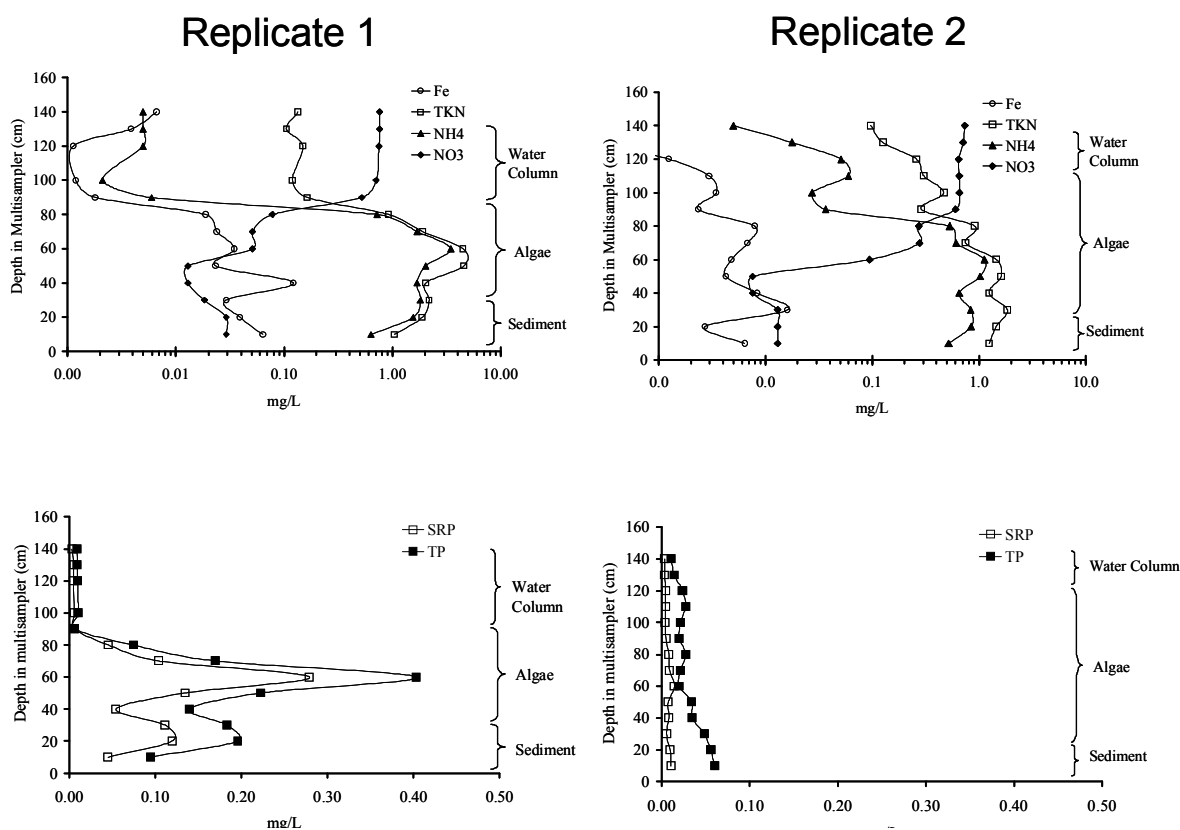 Replicate 1
Replicate 2
160
140
120
100
80
60
40
20
0
Depth in Multisampler (cm)
0.00
0.01
0.10
1.00
10.00
mg/L
Fe
TKN
NH4
NO3
Water
Column
Algae
Sediment
160
140
120
100
80
60
40
20
0
Depth in Multisampler (cm)
0.0
0.0
0.1
1.0
10.0
mg/L
Fe
TKN
NH4
NO3
Water
Column
Algae
Sediment
160
140
120
100
80
60
40
20
0
Depth in multisampler (cm)
0.00
0.10
0.20
0.30
0.40
0.50
mg/L
SRP
TP
Water
Column
Algae
Sediment
160
140
120
100
80
60
40
20
0
Depth in multisampler (cm)
0.00
0.10
0.20
0.30
0.40
0.50
SRP
TP
Water Column
Algae
Sediment